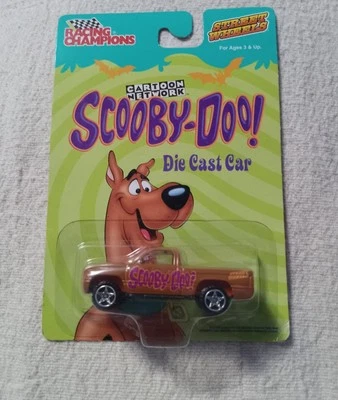 RACING
CHAMPIONS
STREET
WHEELS
For Ages 3 & Up
CARTOON
NETWORK
SCOOBY-DOO!
Die Cast Car
SCOOBY-DOO!